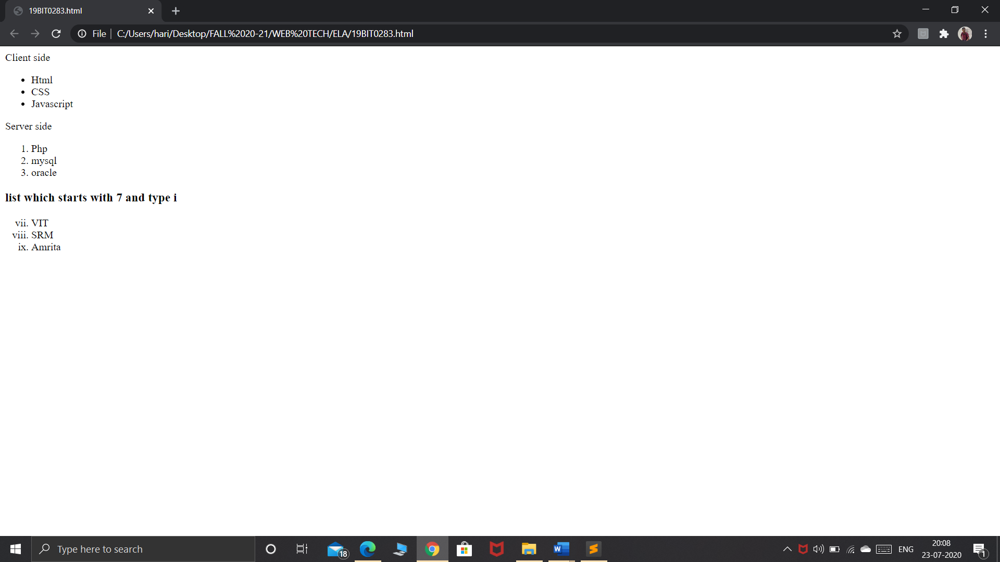 19BIT0283.html
File C:/Users/hari/Desktop/FALL%2020-21/WEB%20TECH/ELA/19BIT0283.html
Client side
• Html
• CSS
• Javascript
Server side
1. Php
2. mysql
3. oracle
list which starts with 7 and type i
vii. VIT
viii. SRM
ix. Amrita
Type here to search
18
W
ENG
20:08
23-07-2020
1